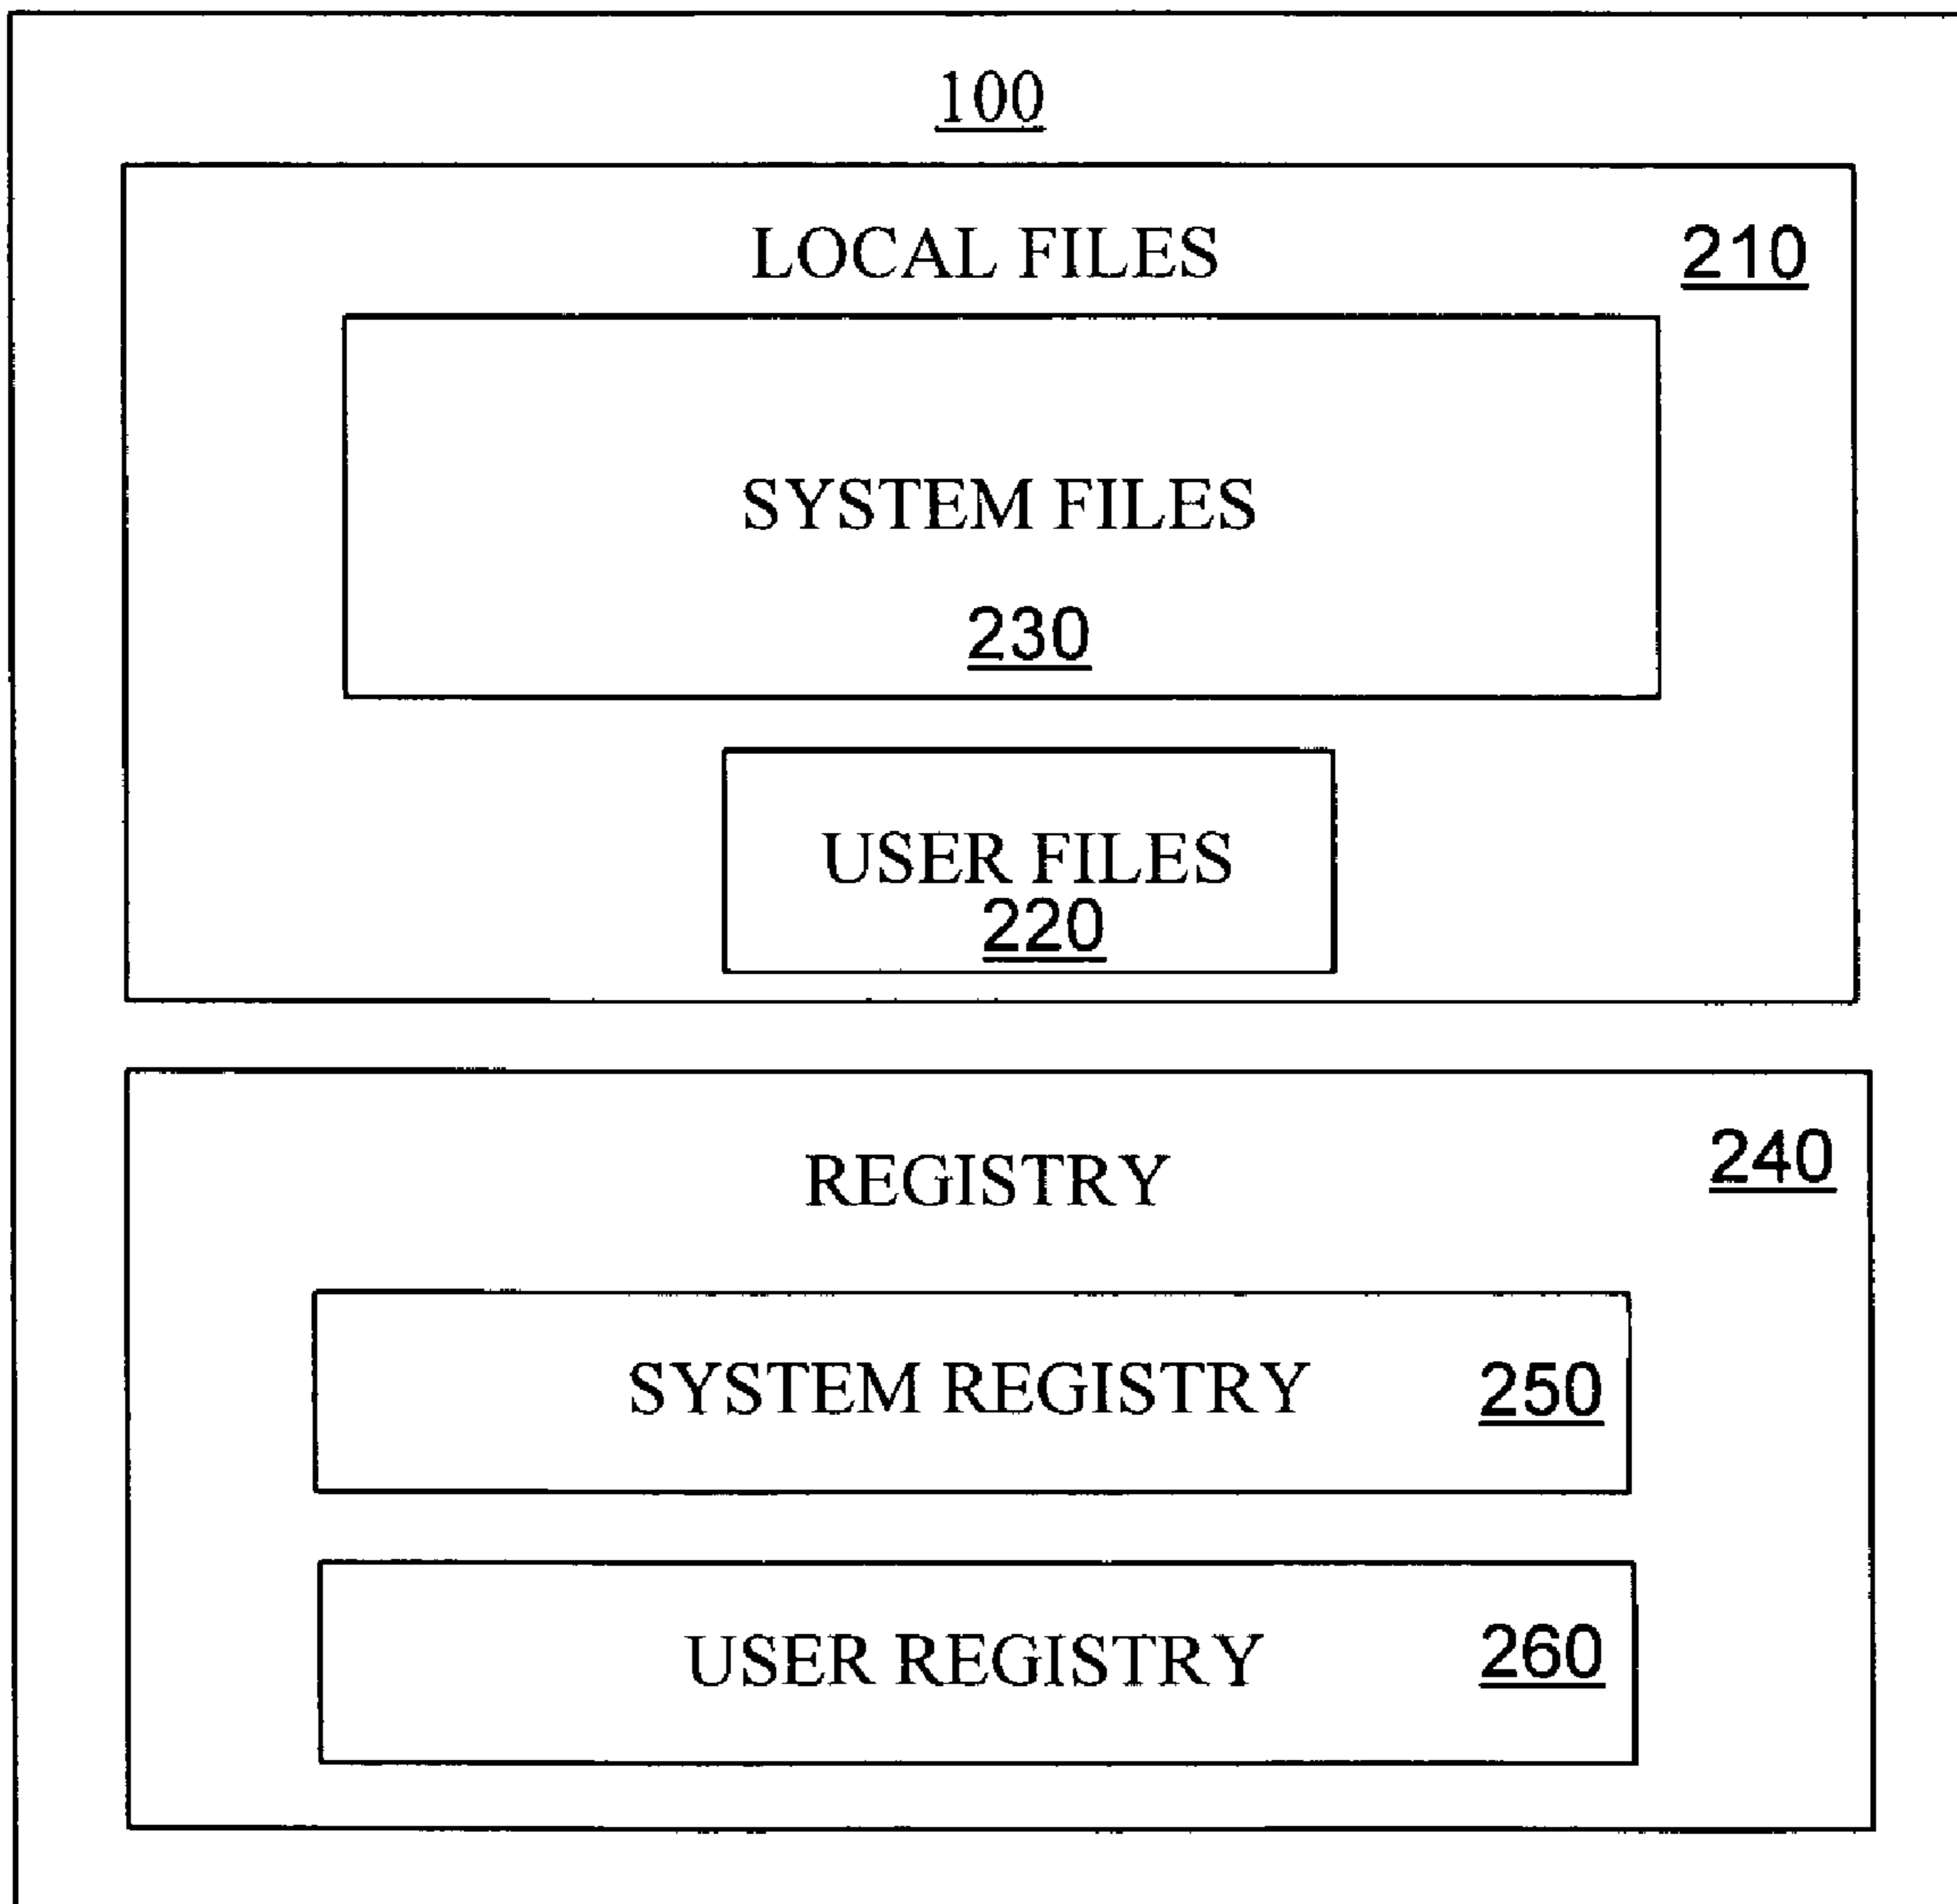 100
LOCAL FILES 210
SYSTEM FILES
230
USER FILES
220
REGISTRY 240
SYSTEM REGISTRY 250
USER REGISTRY 260